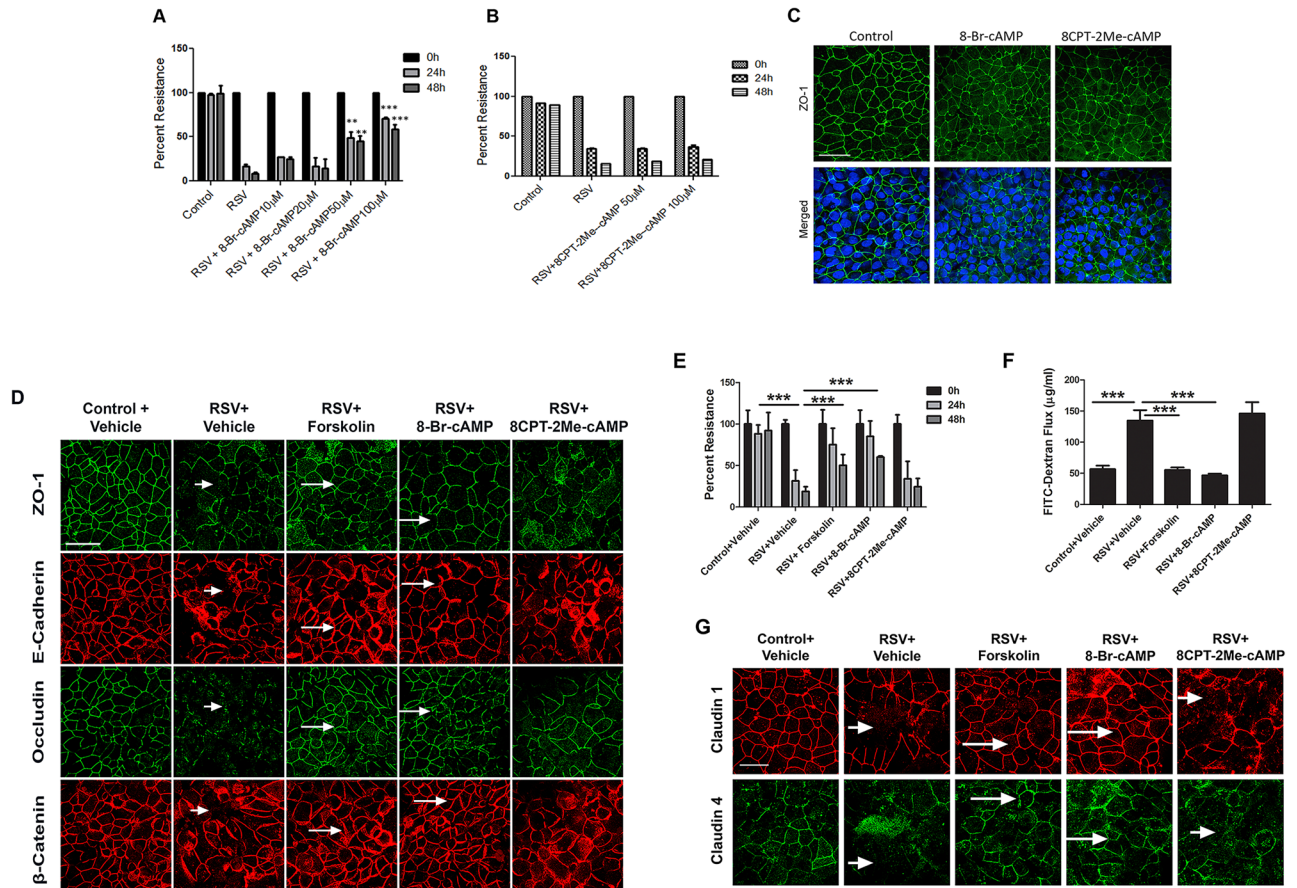 A
150
100
50
0
Percent Resistance
0h
24h
48h
**
**
***
***
Control
RSV
RSV + 8-Br-cAMP10µM
RSV + 8-Br-cAMP20µM
RSV + 8-Br-cAMP50µM
RSV + 8-Br-cAMP100µM
B
150
100
50
0
Percent Resistance
0h
24h
48h
Control
RSV
RSV+8CPT-2Me--cAMP 50µM
RSV+8CPT-2Me--cAMP 100µM
C
Control
8-Br-cAMP
8CPT-2Me-cAMP
ZO-1
Merged
D
Control +
Vehicle
RSV+
Vehicle
RSV+
Forskolin
RSV+
8-Br-cAMP
RSV+
8CPT-2Me-cAMP
ZO-1
E-Cadherin
Occludin
β-Catenin
E
150
100
50
0
Percent Resistance
***
***
***
0h
24h
48h
Control+Vehivle
RSV+Vehicle
RSV+ Forskolin
RSV+8-Br-cAMP
RSV+8CPT-2Me-cAMP
F
200
150
100
50
0
FITC-Dextran Flux (µg/ml)
***
***
***
Control+Vehicle
RSV+Vehicle
RSV+Forskolin
RSV+8-Br-cAMP
RSV+8CPT-2Me-cAMP
G
Control+
Vehicle
RSV+
Vehicle
RSV+
Forskolin
RSV+
8-Br-cAMP
RSV+
8CPT-2Me-cAMP
Claudin 1
Claudin 4